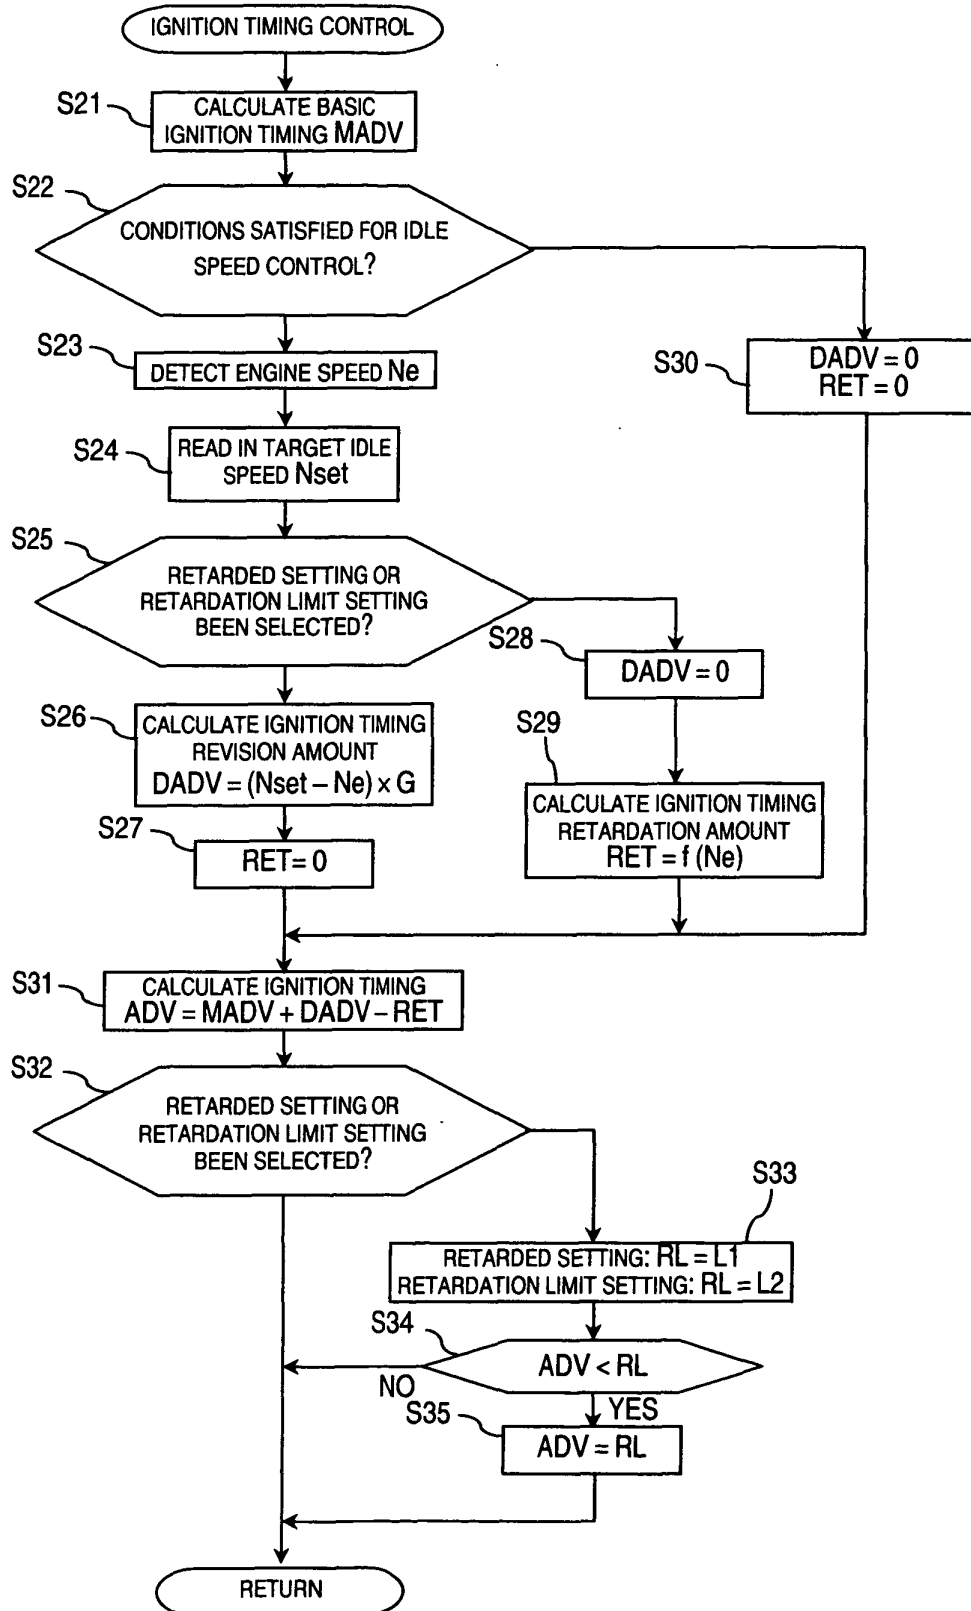 IGNITION TIMING CONTROL
S21
CALCULATE BASIC
IGNITION TIMING MADV
S22
CONDITIONS SATISFIED FOR IDLE
SPEED CONTROL?
S23
DETECT ENGINE SPEED Ne
S30
DADV = 0
RET = 0
S24
READ IN TARGET IDLE
SPEED Nset
S25
RETARDED SETTING OR
RETARDATION LIMIT SETTING
BEEN SELECTED?
S28
DADV = 0
S26
CALCULATE IGNITION TIMING
REVISION AMOUNT
DADV = (Nset – Ne) × G
S29
CALCULATE IGNITION TIMING
RETARDATION AMOUNT
RET = f (Ne)
S27
RET = 0
S31
CALCULATE IGNITION TIMING
ADV = MADV + DADV – RET
S32
RETARDED SETTING OR
RETARDATION LIMIT SETTING
BEEN SELECTED?
S33
RETARDED SETTING: RL = L1
RETARDATION LIMIT SETTING: RL = L2
S34
ADV < RL
NO
YES
S35
ADV = RL
RETURN